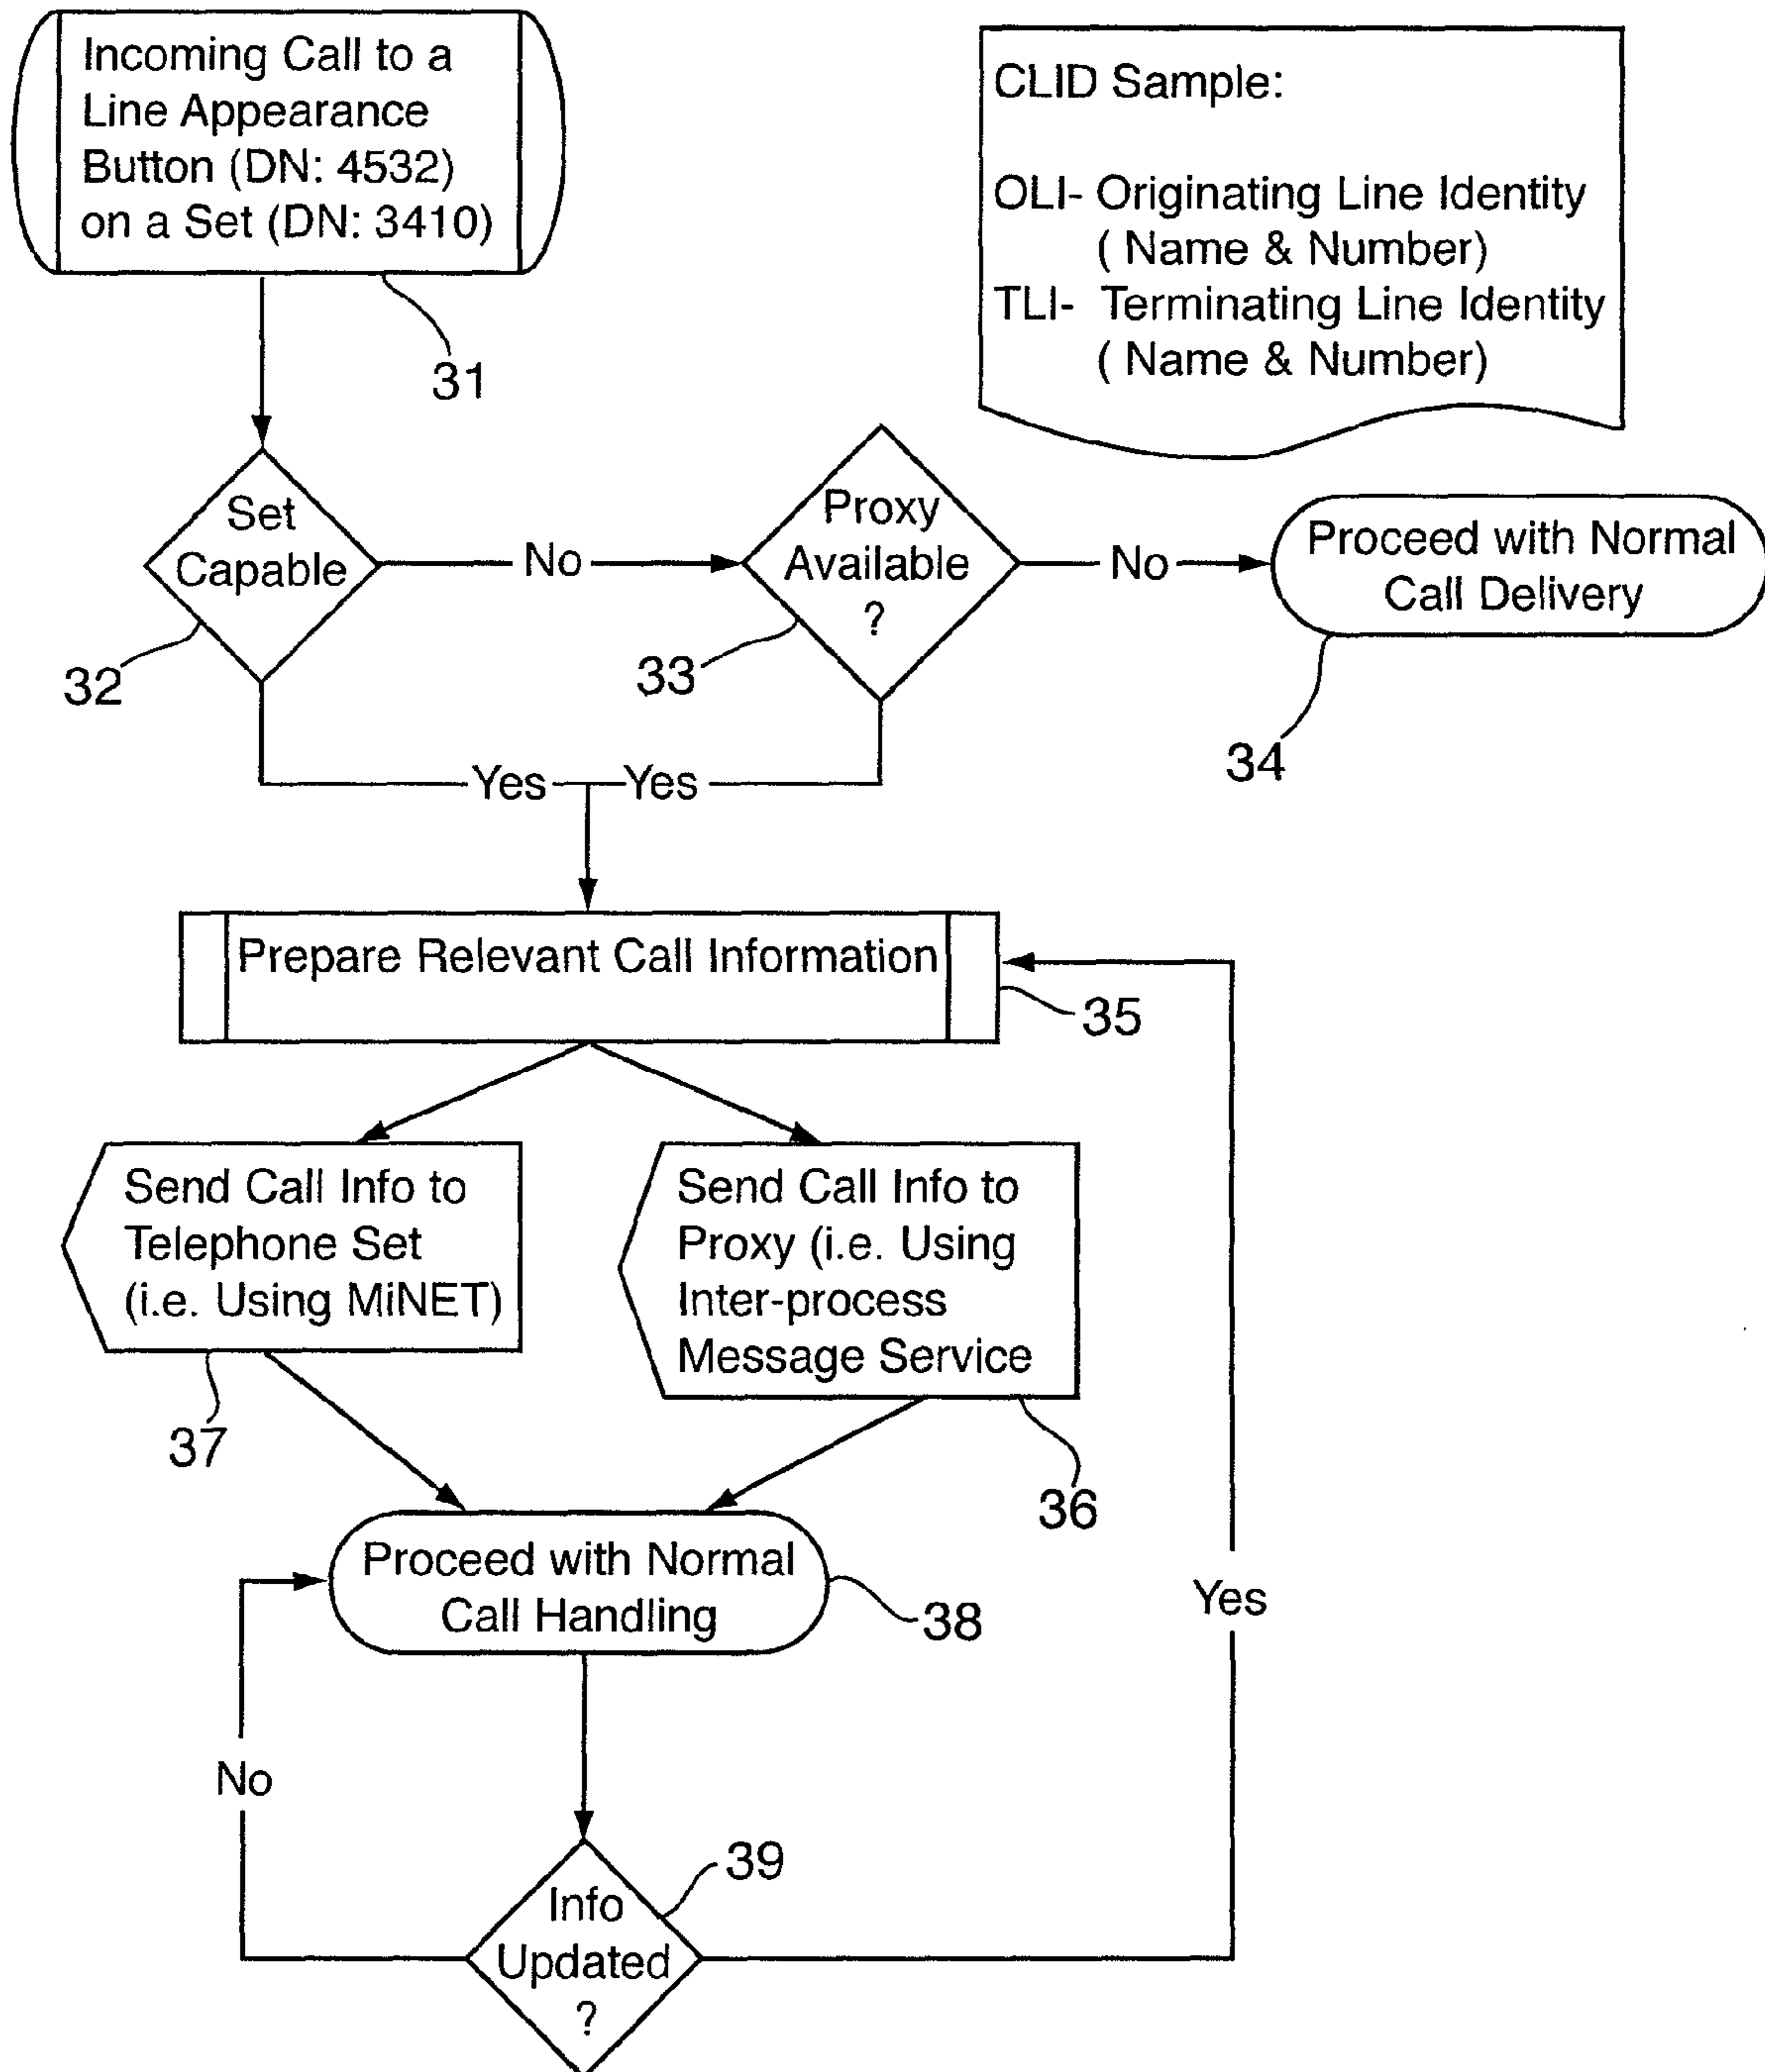 Incoming Call to a
Line Appearance
Button (DN: 4532)
on a Set (DN: 3410)
31
CLID Sample:
OLI- Originating Line Identity
( Name & Number)
TLI- Terminating Line Identity
( Name & Number)
Set
Capable
32
No
Proxy
Available
?
33
No
Proceed with Normal
Call Delivery
34
Yes
Yes
Prepare Relevant Call Information
35
Send Call Info to
Telephone Set
(i.e. Using MiNET)
37
Send Call Info to
Proxy (i.e. Using
Inter-process
Message Service
36
Proceed with Normal
Call Handling
38
Yes
No
Info
Updated
?
39